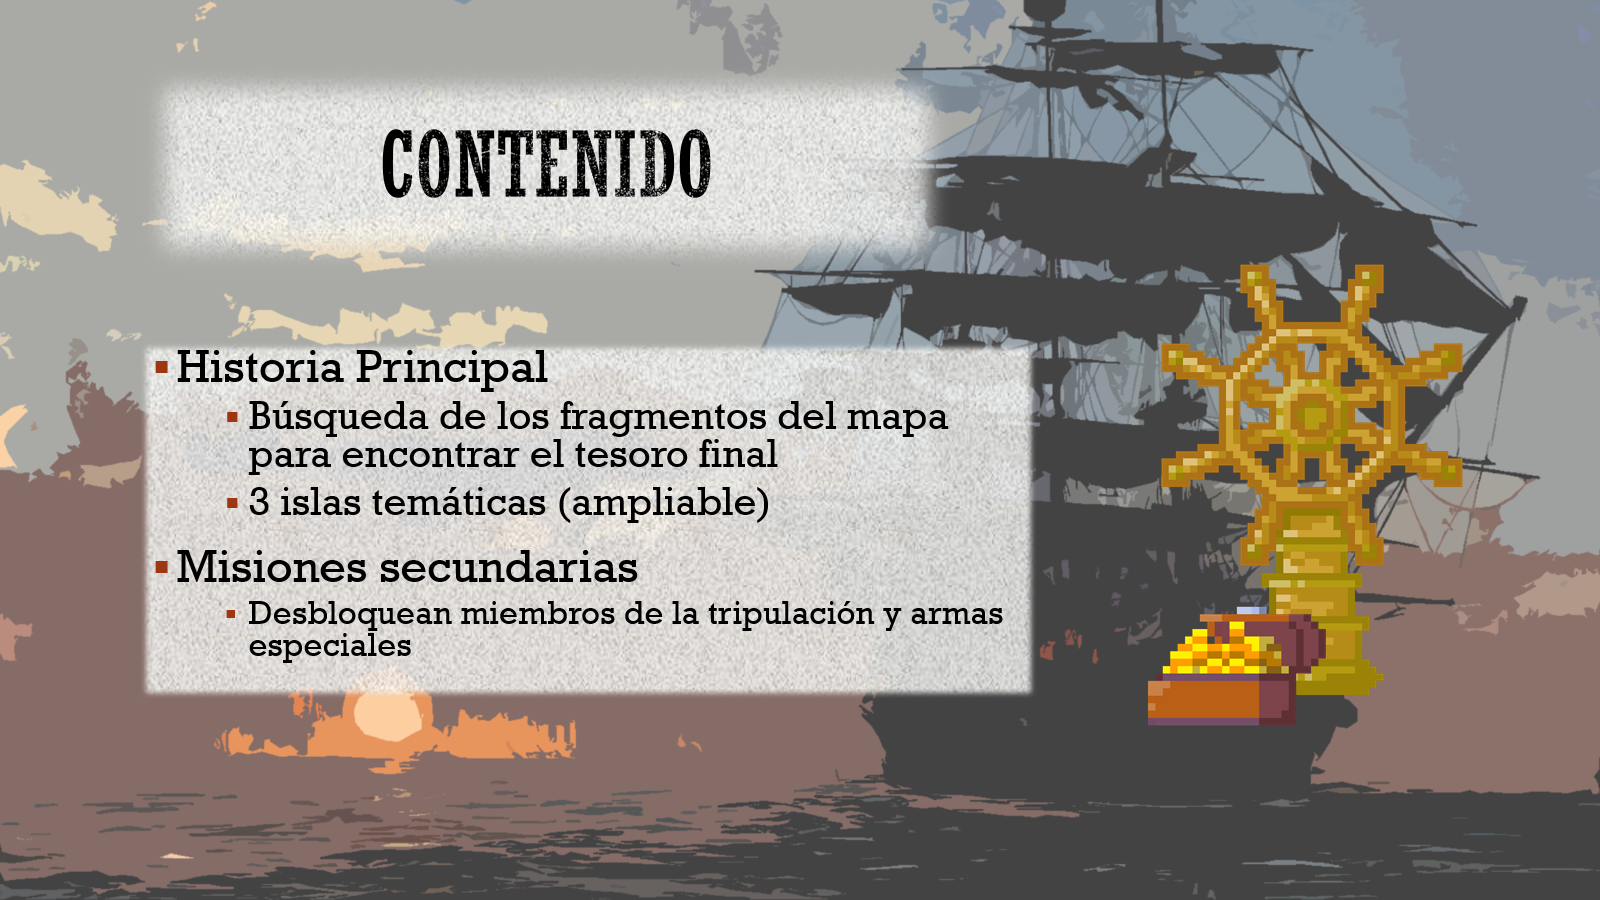 CONTENIDO
▪Historia Principal
▪Búsqueda de los fragmentos del mapa
para encontrar el tesoro final
▪3 islas temáticas (ampliable)
▪Misiones secundarias
▪Desbloquean miembros de la tripulación y armas
especiales